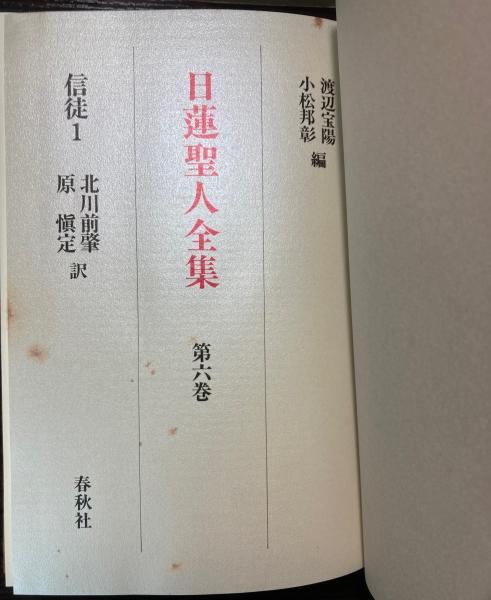 渡辺宝陽
小松邦彰 編
日蓮聖人全集 第六巻
信徒1
北川前肇
原 愼定 訳
春秋社